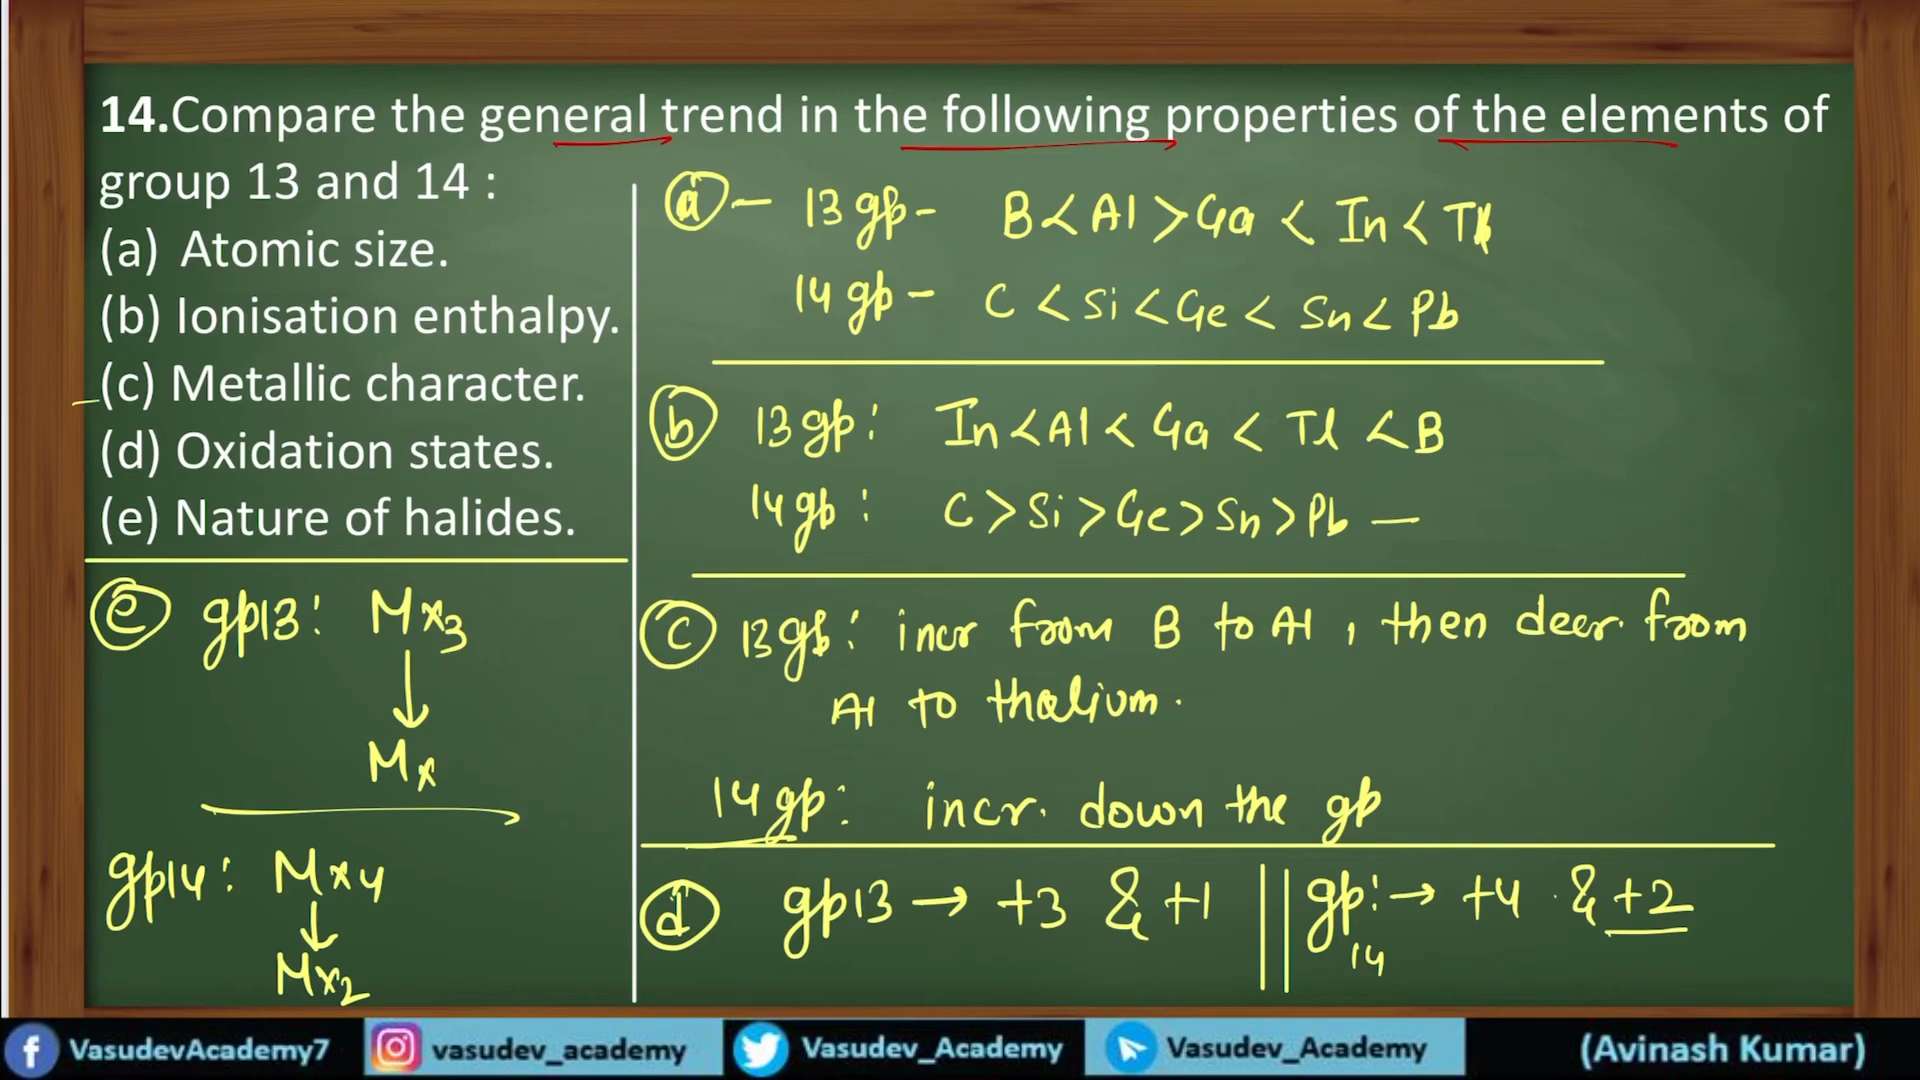 14.Compare the general trend in the following properties of the elements of
group 13 and 14 :
(a) Atomic size.
(b) Ionisation enthalpy.
(c) Metallic character.
(d) Oxidation states.
(e) Nature of halides.
(a) - 13 gp - B < Al > Ga < In < Tl
14 gp - C < Si < Ge < Sn < Pb
(b) 13 gp : In < Al < Ga < Tl < B
14 gp : C > Si > Ge > Sn > Pb -
(c) 13 gp : incr from B to Al , then decr. from
Al to thalium.
14 gp : incr. down the gp
(d) gp 13 → +3 & +1 || gp : → +4 & +2
14
(e) gp13 : Mx3
↓
Mx
gp14 : Mx4
↓
Mx2
VasudevAcademy7 vasudev_academy Vasudev_Academy Vasudev_Academy (Avinash Kumar)